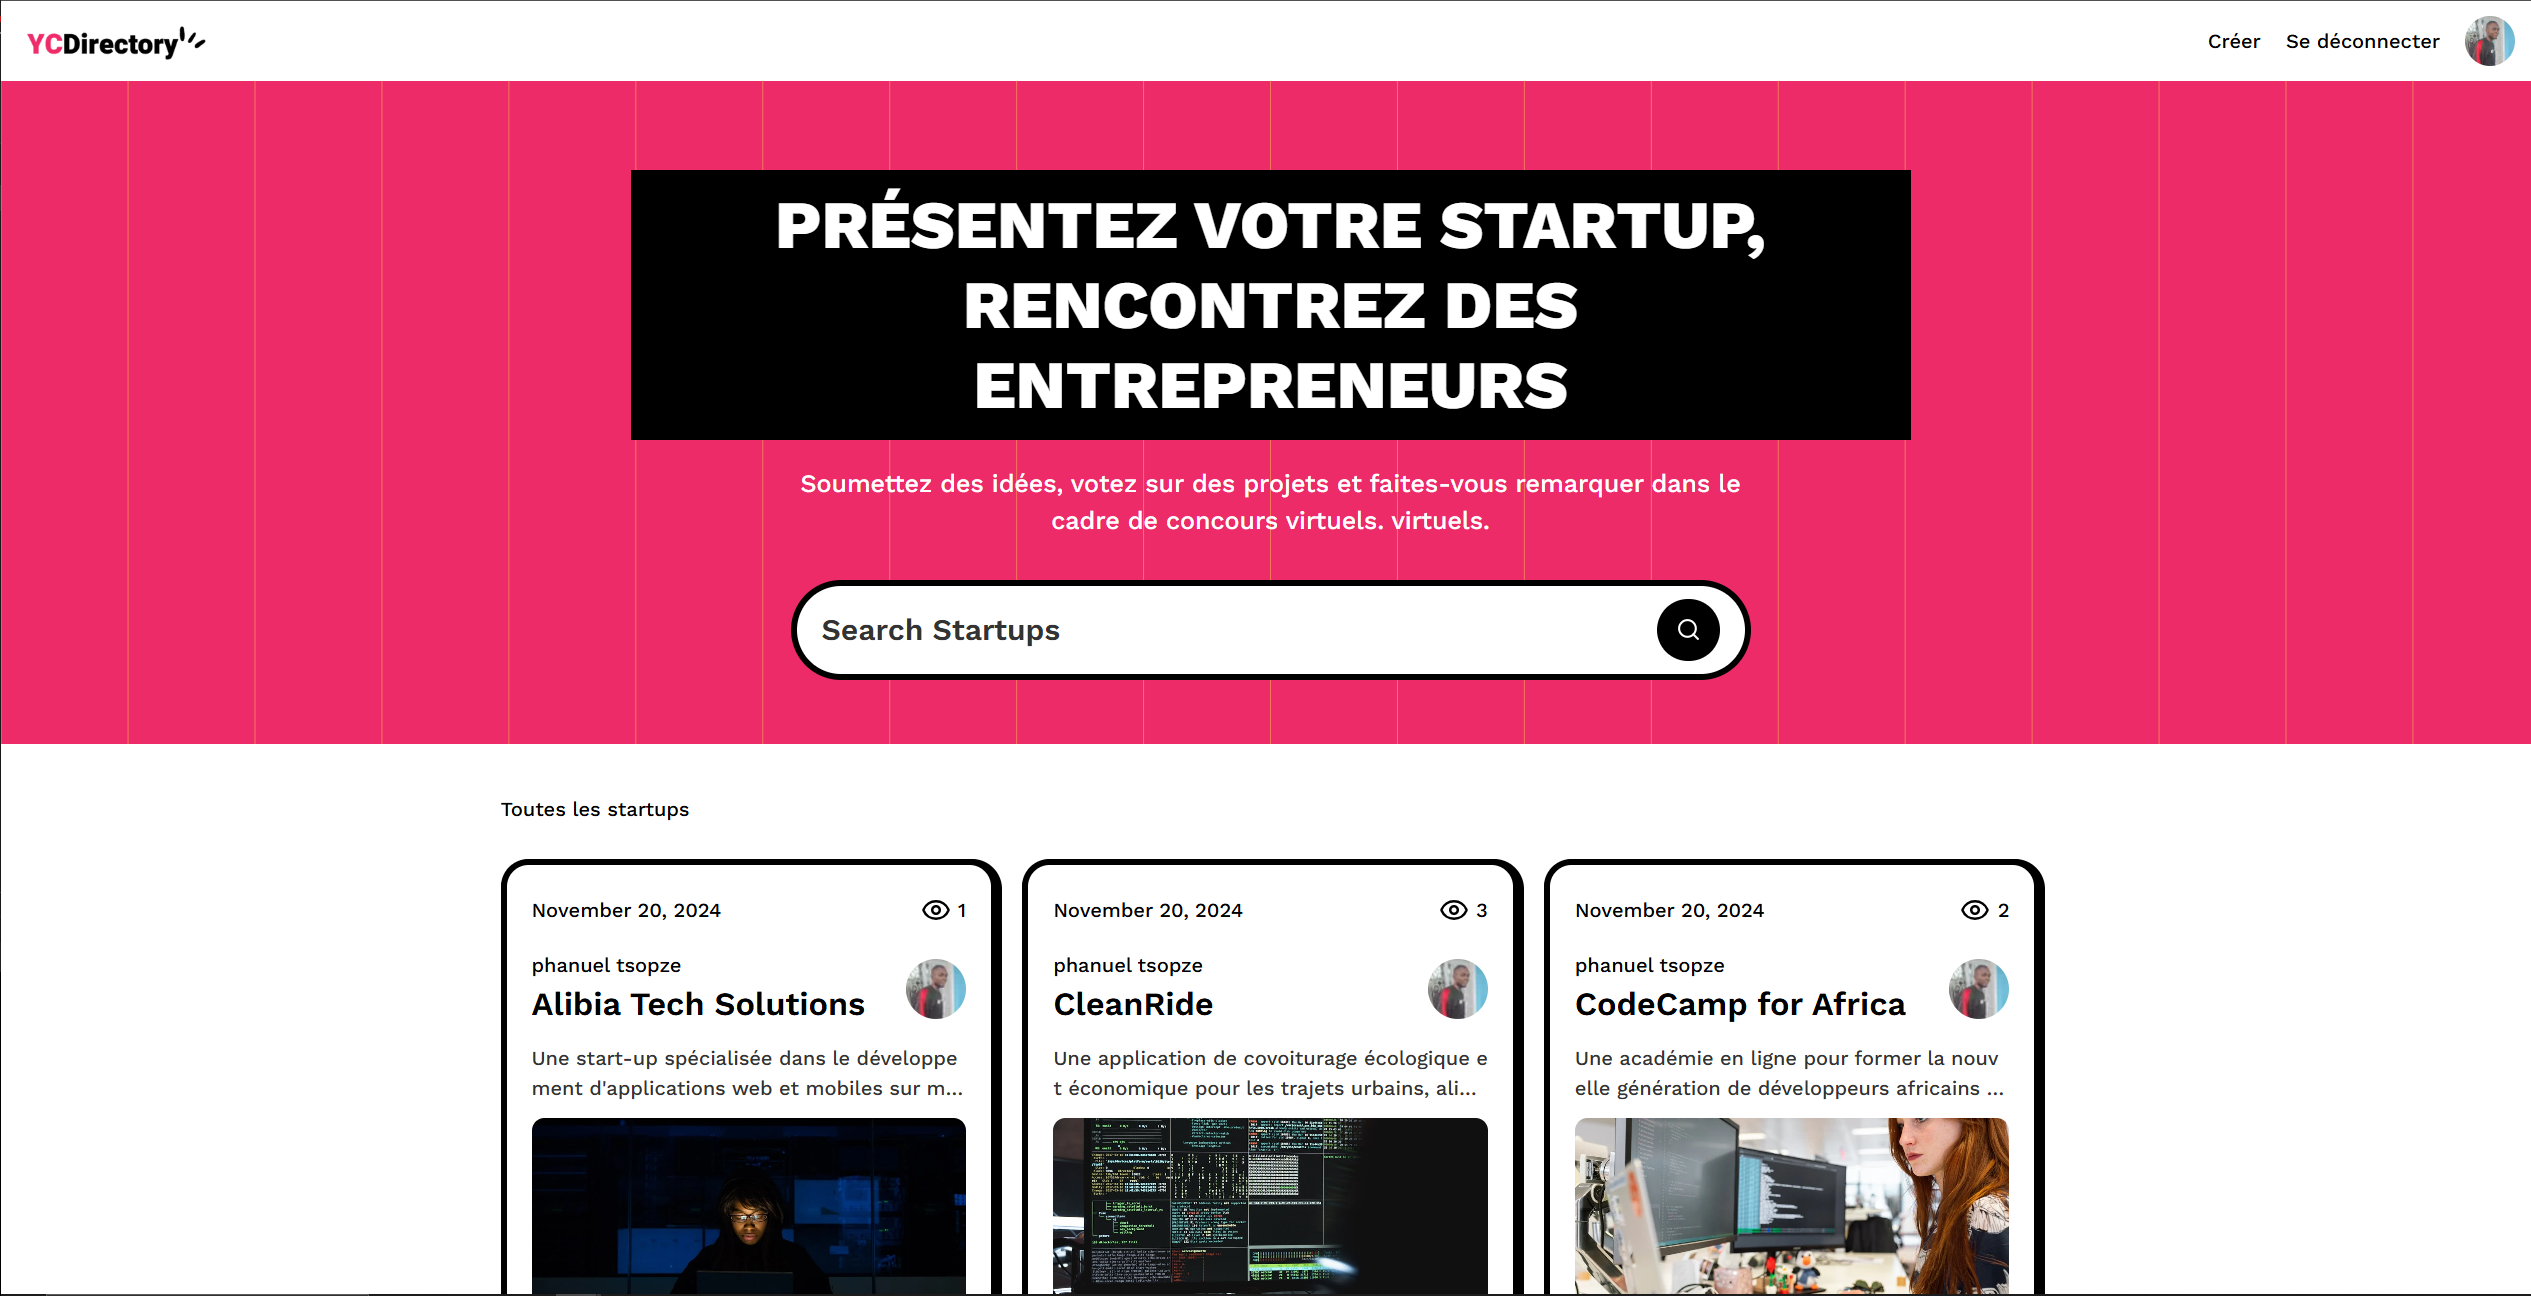 YCDirectory
Créer
Se déconnecter
PRÉSENTEZ VOTRE STARTUP,
RENCONTREZ DES
ENTREPRENEURS
Soumettez des idées, votez sur des projets et faites-vous remarquer dans le
cadre de concours virtuels. virtuels.
Search Startups
Toutes les startups
November 20, 2024
1
phanuel tsopze
Alibia Tech Solutions
Une start-up spécialisée dans le développe
ment d'applications web et mobiles sur m...
November 20, 2024
3
phanuel tsopze
CleanRide
Une application de covoiturage écologique e
t économique pour les trajets urbains, ali...
November 20, 2024
2
phanuel tsopze
CodeCamp for Africa
Une académie en ligne pour former la nouv
elle génération de développeurs africains ...